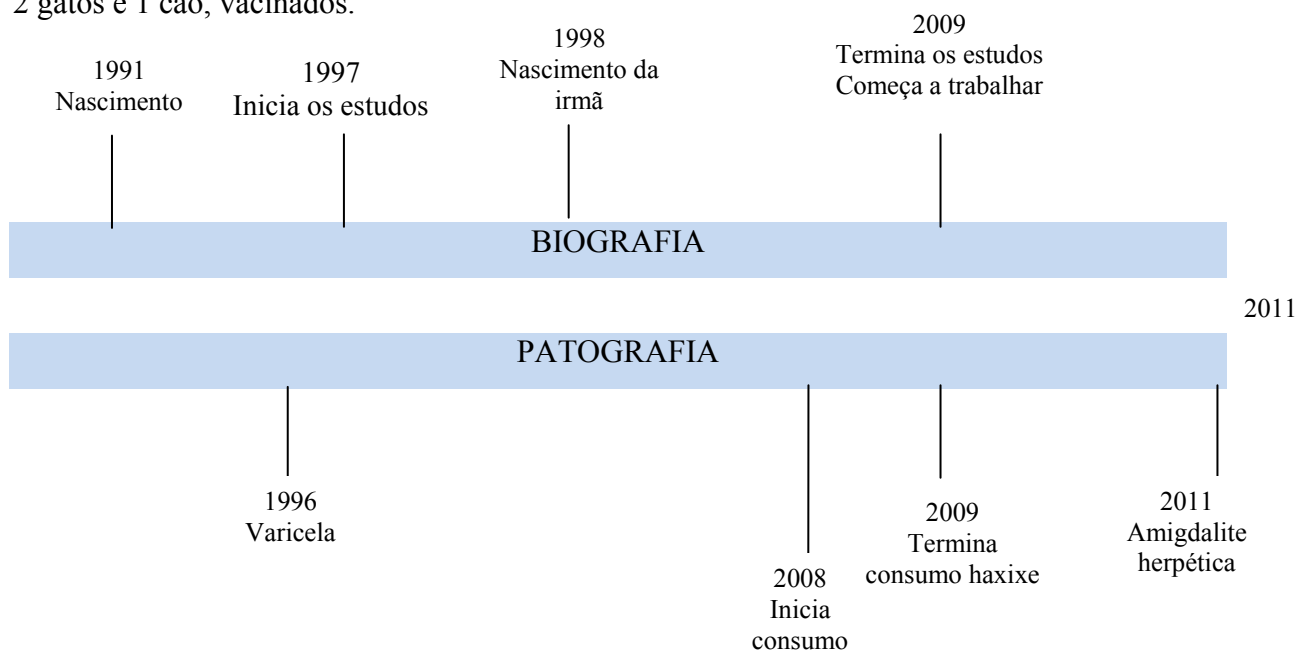 2 gatos e 1 cão, vacinados.
1991
Nascimento
1997
Inicia os estudos
1998
Nascimento da
irmã
2009
Termina os estudos
Começa a trabalhar
BIOGRAFIA
2011
PATOGRAFIA
1996
Varicela
2008
Inicia
consumo
2009
Termina
consumo haxixe
2011
Amigdalite
herpética